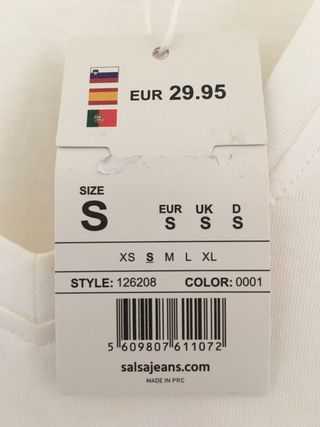 EUR 29.95
SIZE
S
EUR UK D
S S S
XS S M L XL
STYLE: 126208 COLOR: 0001
5 609807 611072
salsajeans.com
MADE IN PRC